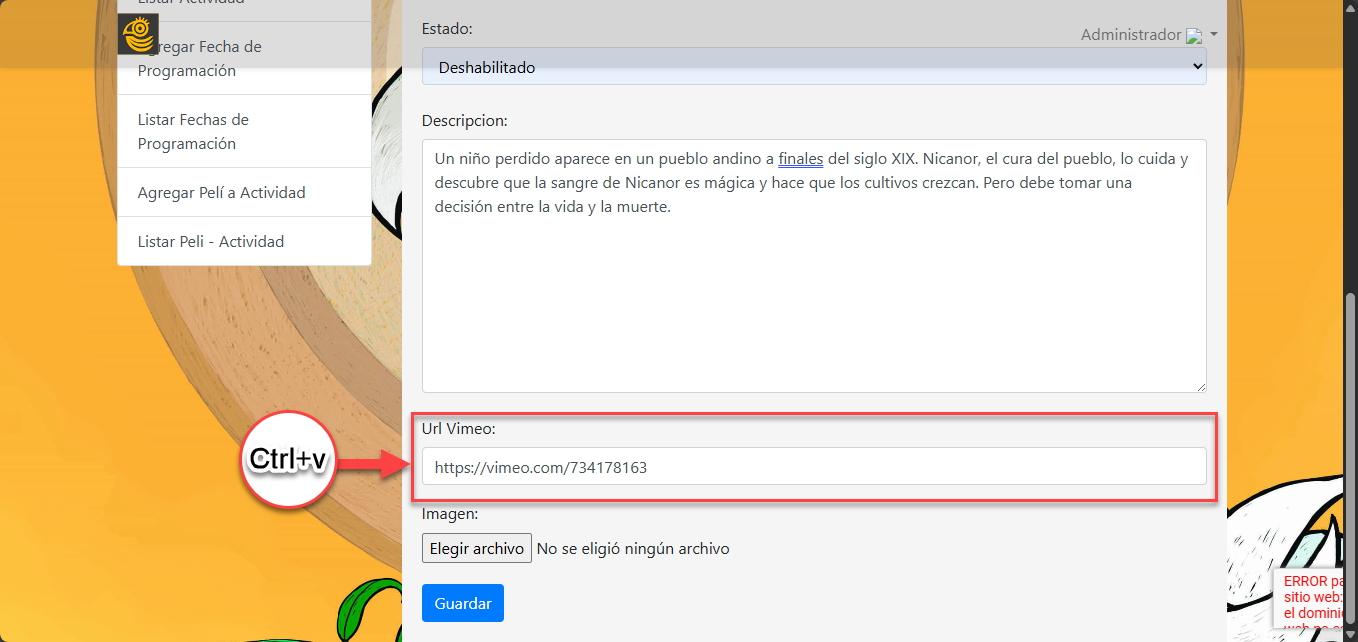 Listar Actividad
Agregar Fecha de
Programación
Listar Fechas de
Programación
Agregar Pelí a Actividad
Listar Peli - Actividad
Administrador
Estado:
Deshabilitado
Descripcion:
Un niño perdido aparece en un pueblo andino a finales del siglo XIX. Nicanor, el cura del pueblo, lo cuida y
descubre que la sangre de Nicanor es mágica y hace que los cultivos crezcan. Pero debe tomar una
decisión entre la vida y la muerte.
Ctrl+v
Url Vimeo:
https://vimeo.com/734178163
Imagen:
Elegir archivo No se eligió ningún archivo
Guardar
ERROR pa
sitio web:
el dominio